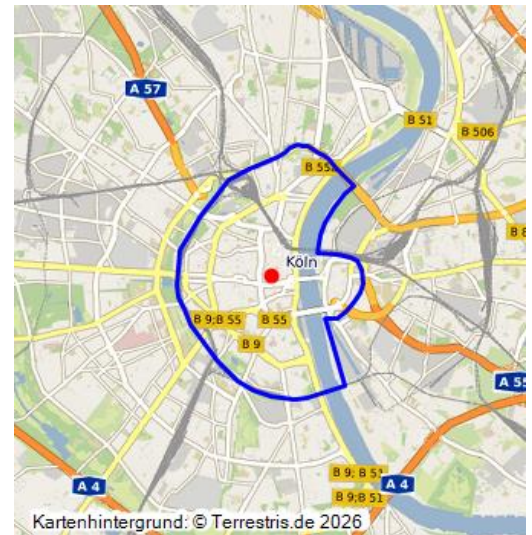 A 57
B 51
B 506
B 55a
B 8
Köln
B 9;B 55
B 55
B 9
A 55
B 9; B 51
A 4
A 4
B 9;B 51
Kartenhintergrund: © Terrestris.de 2026